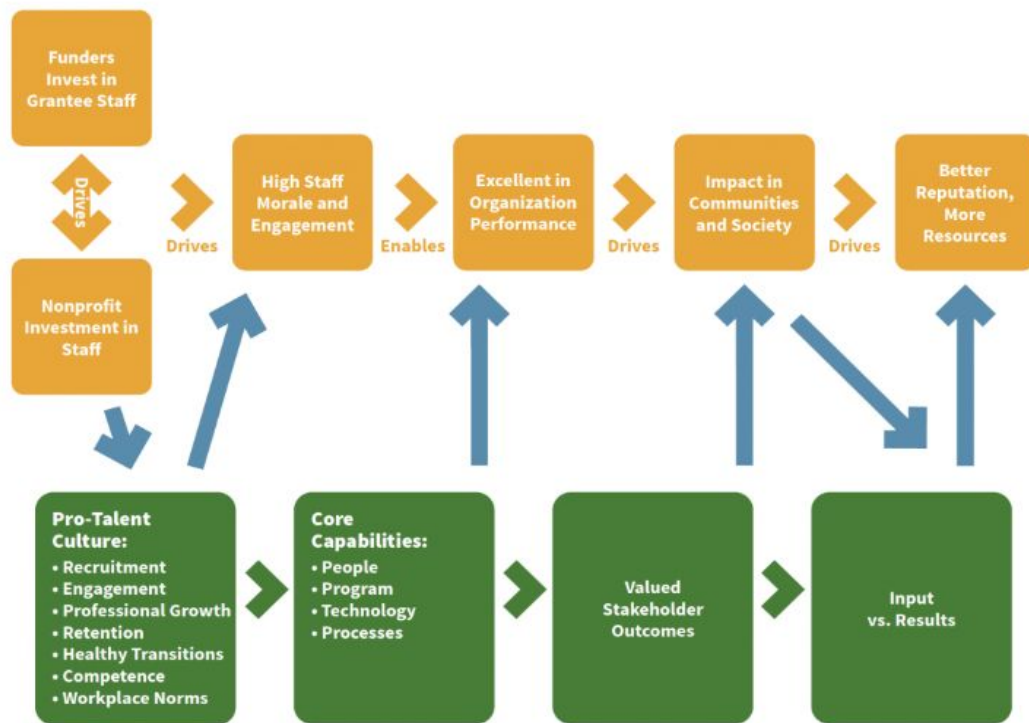 Funders
Invest in
Grantee Staff
Drives
Nonprofit
Investment in
Staff
Drives
High Staff
Morale and
Engagement
Enables
Excellent in
Organization
Performance
Drives
Impact in
Communities
and Society
Drives
Better
Reputation,
More
Resources
Pro-Talent
Culture:
• Recruitment
• Engagement
• Professional Growth
• Retention
• Healthy Transitions
• Competence
• Workplace Norms
Core
Capabilities:
• People
• Program
• Technology
• Processes
Valued
Stakeholder
Outcomes
Input
vs. Results